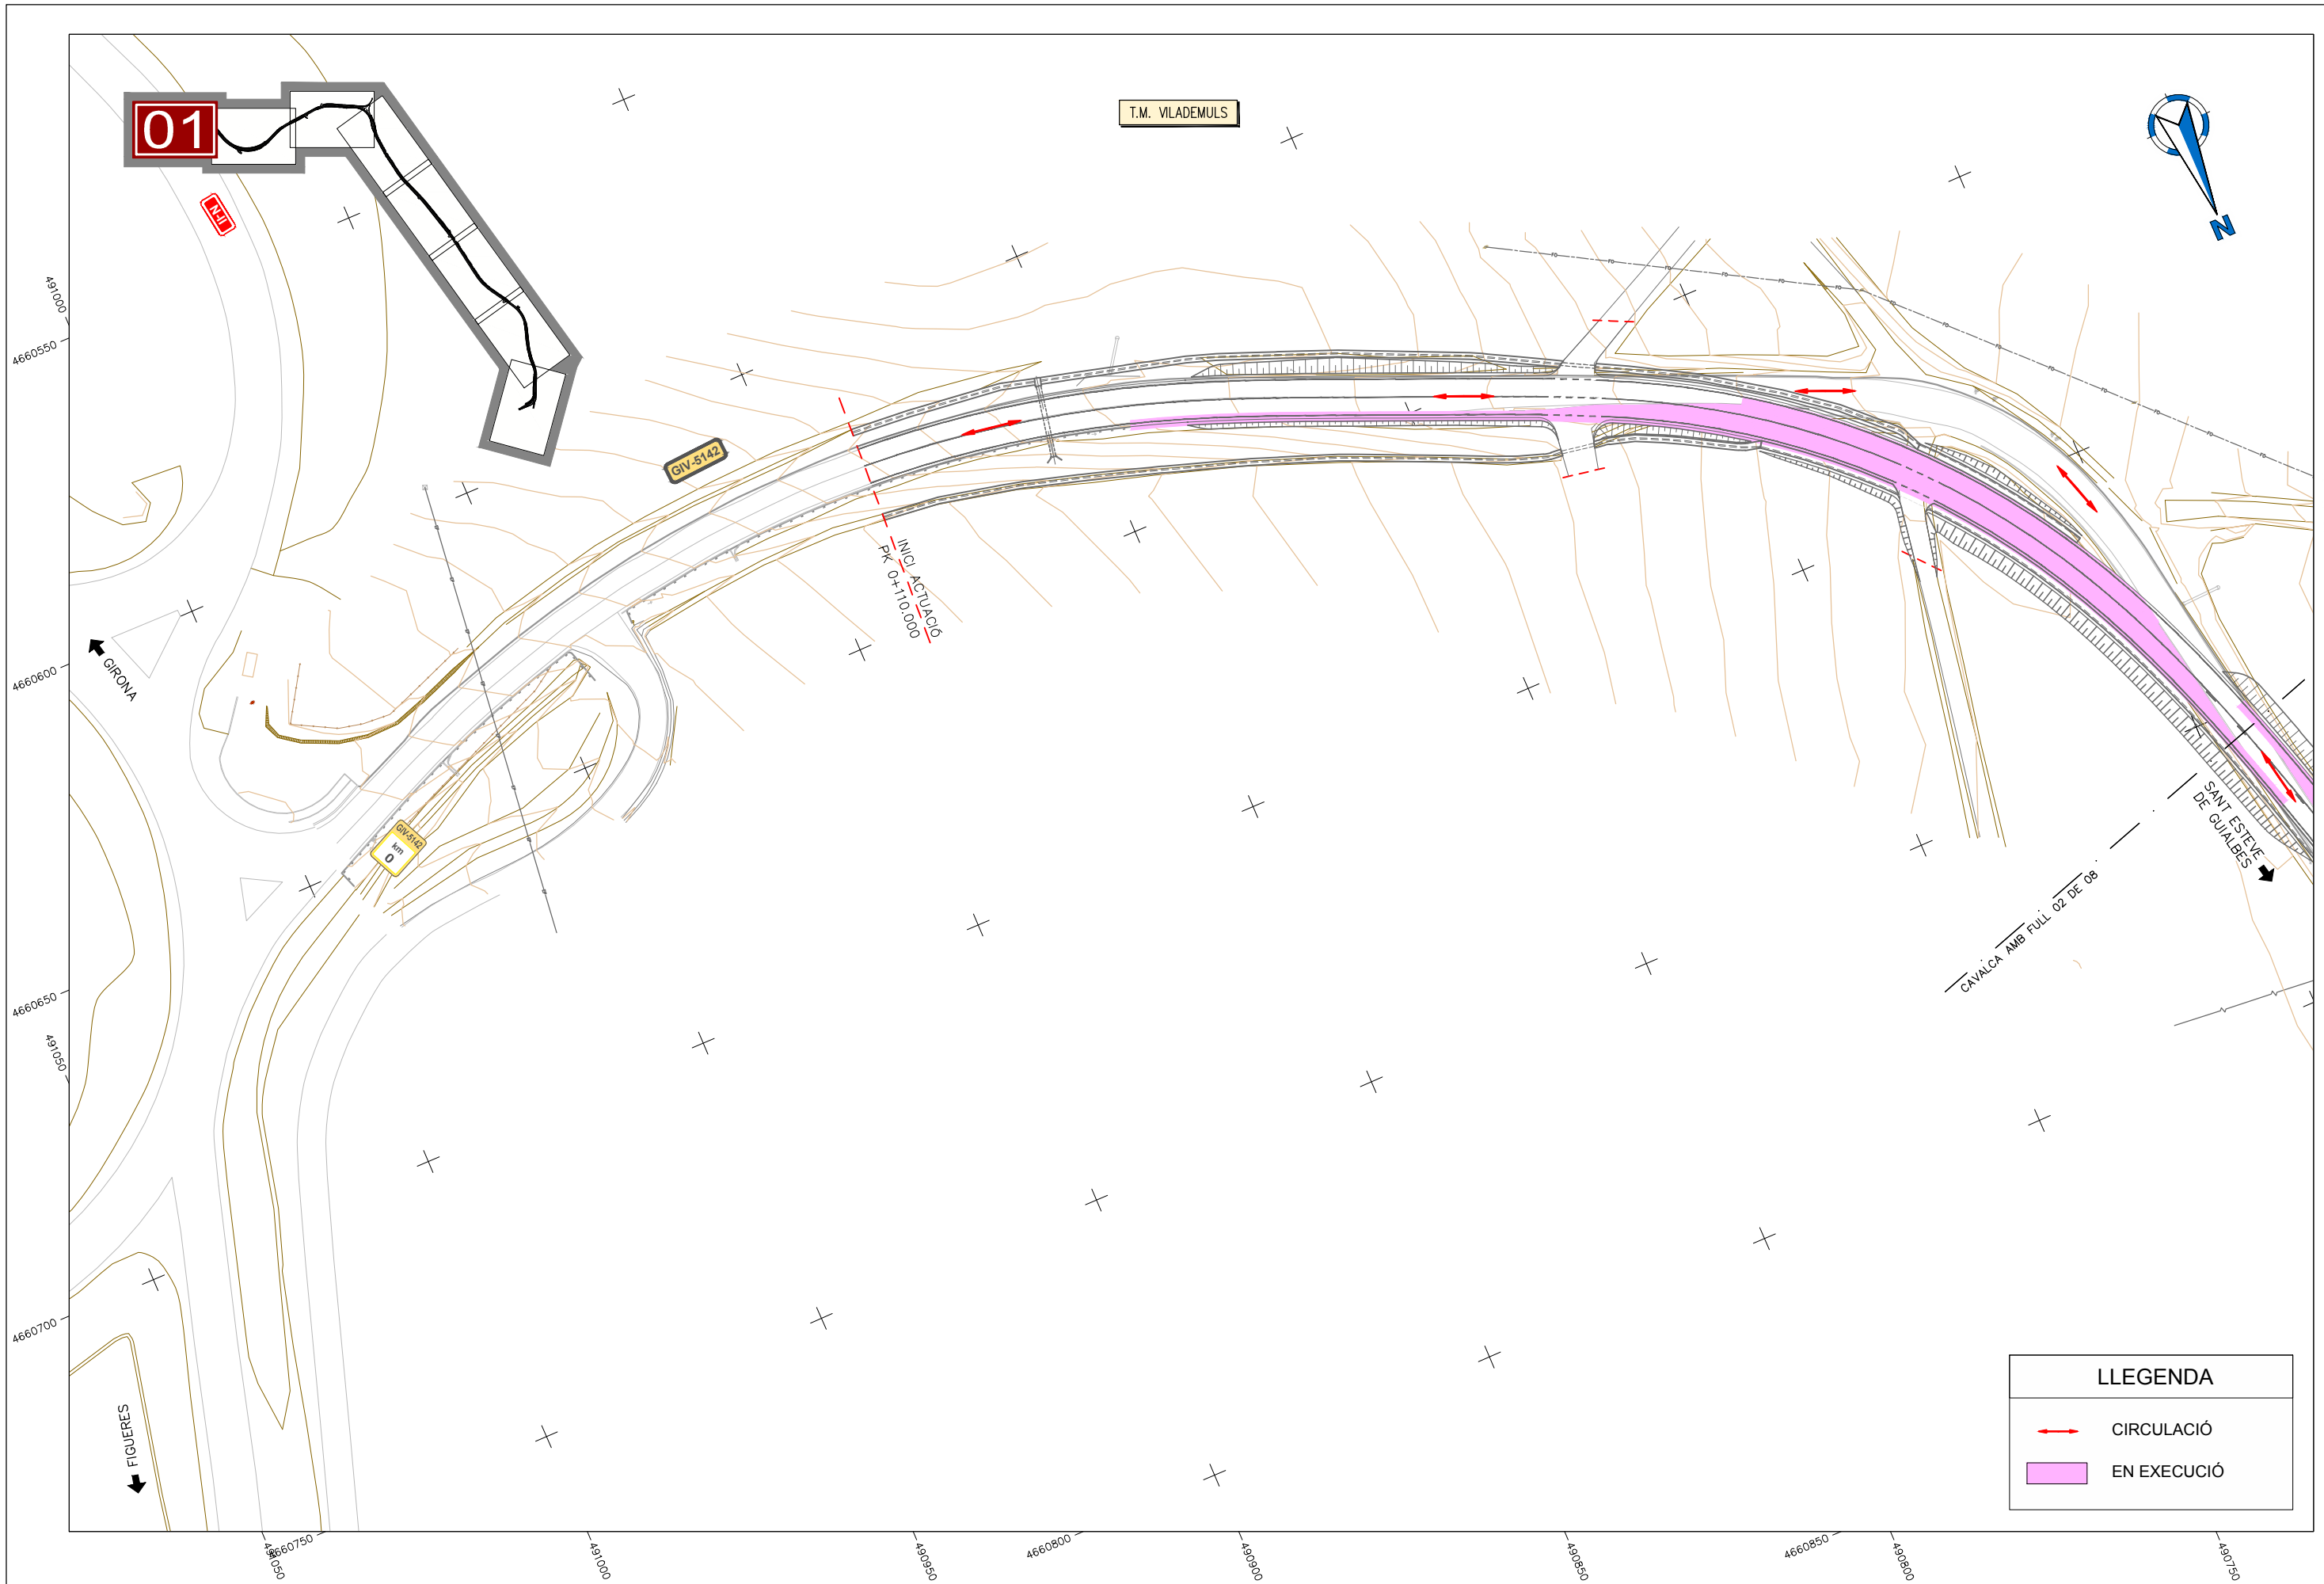 01
T.M. VILADEMULS
N
N-II
491000
4660550
GIV-5142
INICI ACTUACIÓ
PK 0+110.000
4660600
GIRONA
GIV-5142
km
0
SANT ESTEVE
DE GUIALBES
CAVALCA AMB FULL 02 DE 08
4660650
491050
4660700
FIGUERES
LLEGENDA
CIRCULACIÓ
EN EXECUCIÓ
491050
4660750
491000
490950
4660800
490900
490850
4660850
490800
490750